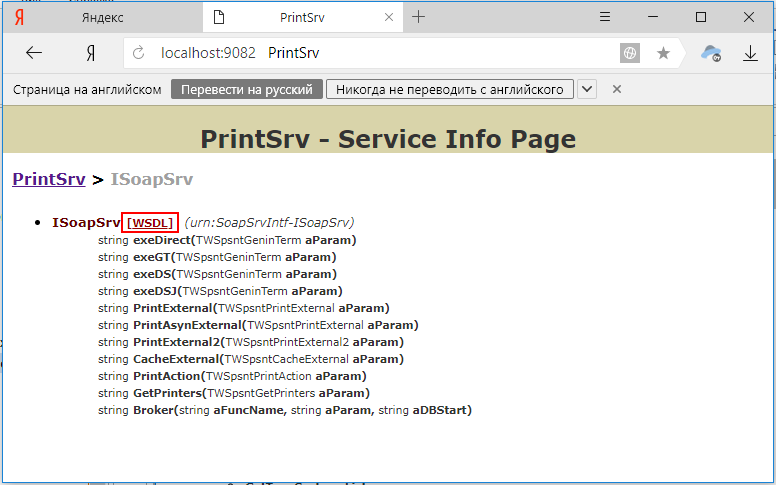 Я Яндекс PrintSrv
Я localhost:9082 PrintSrv
Страница на английском Перевести на русский Никогда не переводить с английского
PrintSrv - Service Info Page
PrintSrv > ISoapSrv
ISoapSrv [WSDL] (urn:SoapSrvIntf-ISoapSrv)
string exeDirect(TWSpsntGeninTerm aParam)
string exeGT(TWSpsntGeninTerm aParam)
string exeDS(TWSpsntGeninTerm aParam)
string exeDSJ(TWSpsntGeninTerm aParam)
string PrintExternal(TWSpsntPrintExternal aParam)
string PrintAsynExternal(TWSpsntPrintExternal aParam)
string PrintExternal2(TWSpsntPrintExternal2 aParam)
string CacheExternal(TWSpsntCacheExternal aParam)
string PrintAction(TWSpsntPrintAction aParam)
string GetPrinters(TWSpsntGetPrinters aParam)
string Broker(string aFuncName, string aParam, string aDBStart)